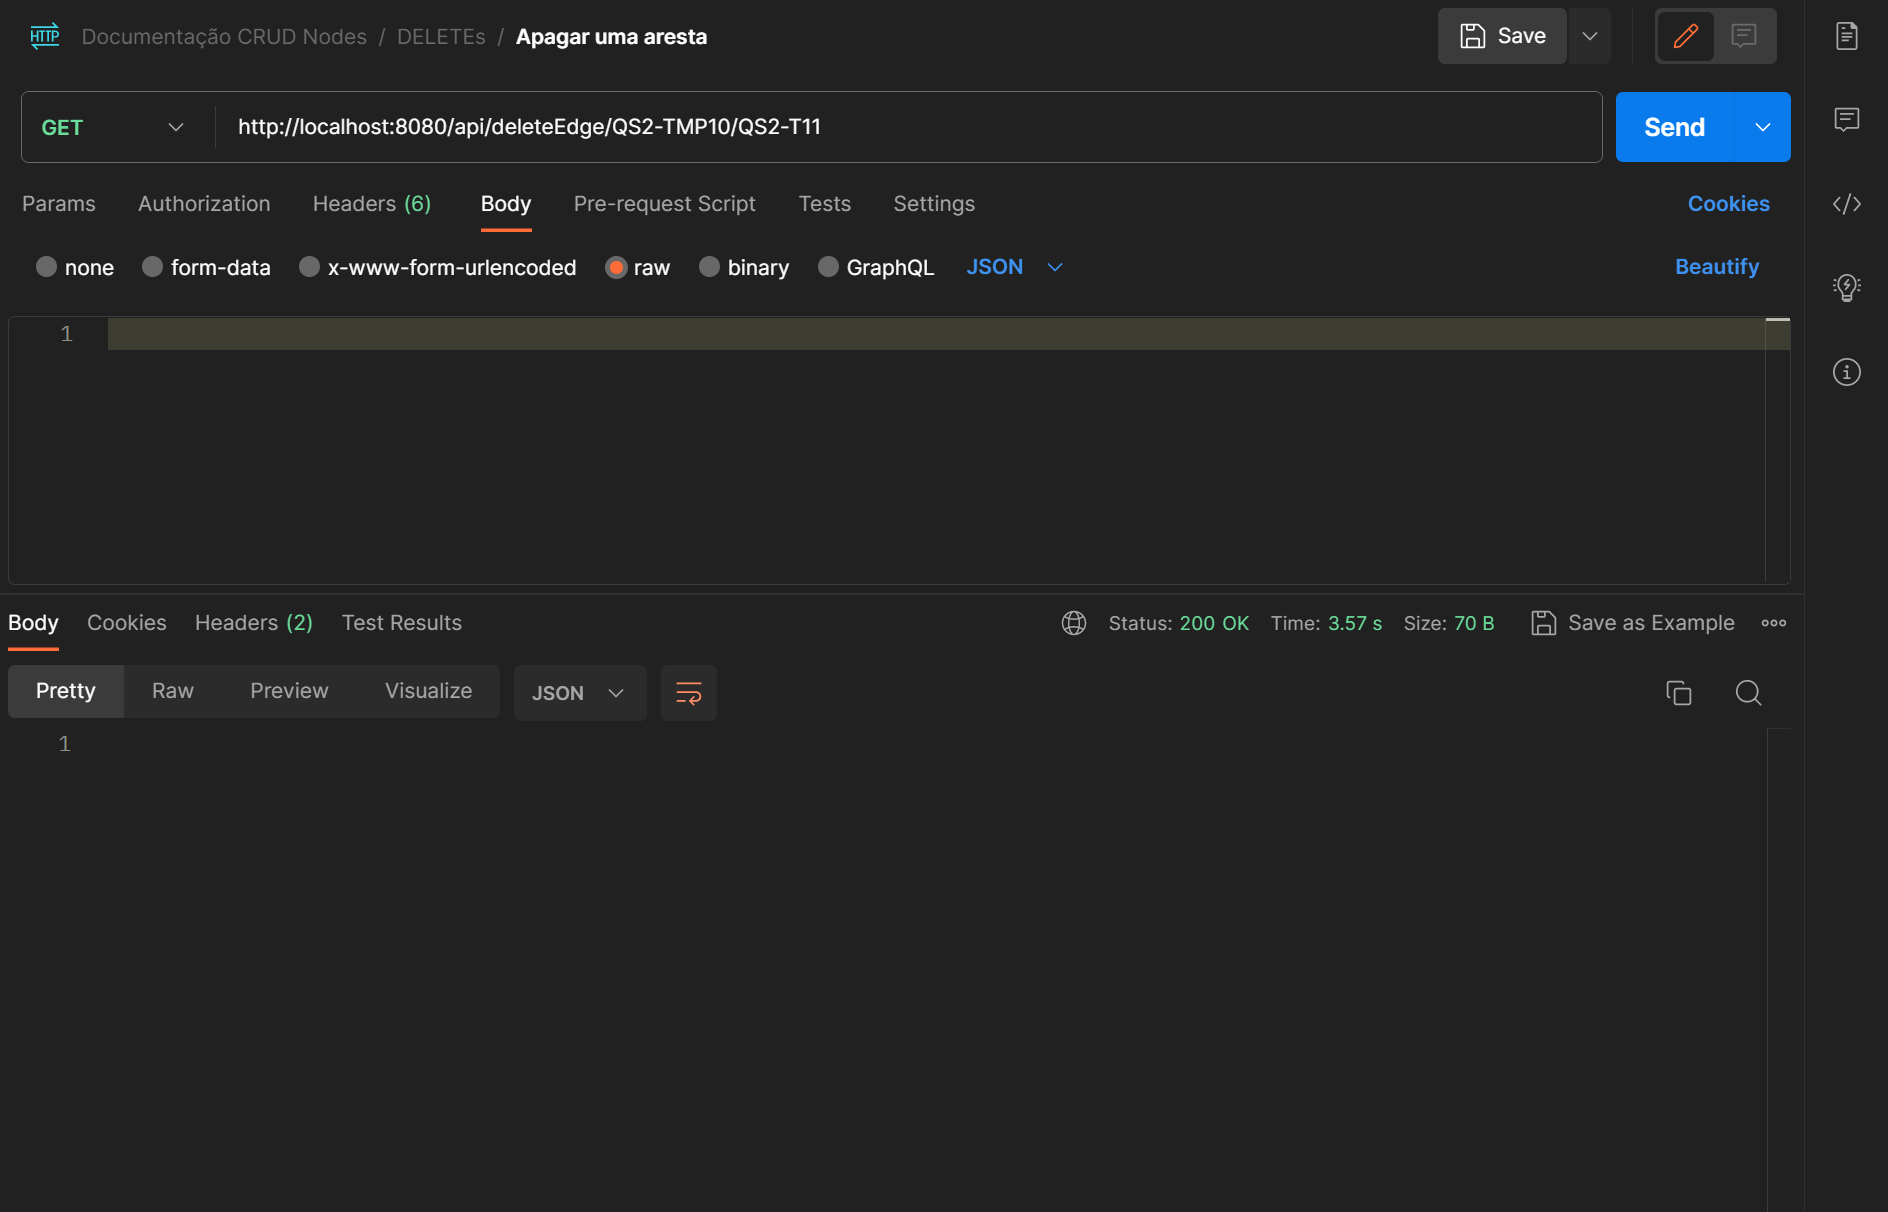 HTTP Documentação CRUD Nodes / DELETEs / Apagar uma aresta Save
GET http://localhost:8080/api/deleteEdge/QS2-TMP10/QS2-T11 Send
Params Authorization Headers (6) Body Pre-request Script Tests Settings Cookies
none form-data x-www-form-urlencoded raw binary GraphQL JSON Beautify
1
Body Cookies Headers (2) Test Results Status: 200 OK Time: 3.57 s Size: 70 B Save as Example
Pretty Raw Preview Visualize JSON
1